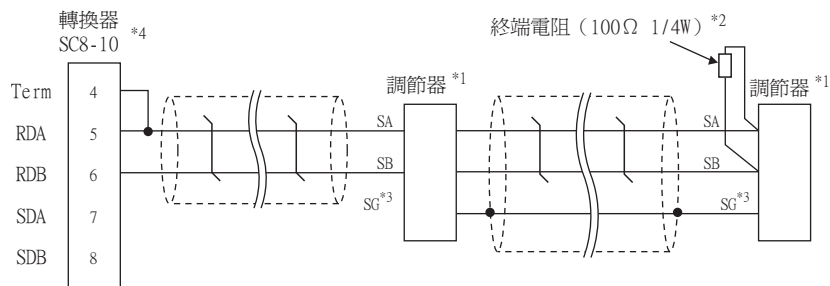 轉換器
SC8-10 *4
終端電阻（100Ω 1/4W）*2
Term 4
調節器 *1
調節器 *1
RDA 5
SA
SA
RDB 6
SB
SB
SG*3
SG*3
SDA 7
SDB 8